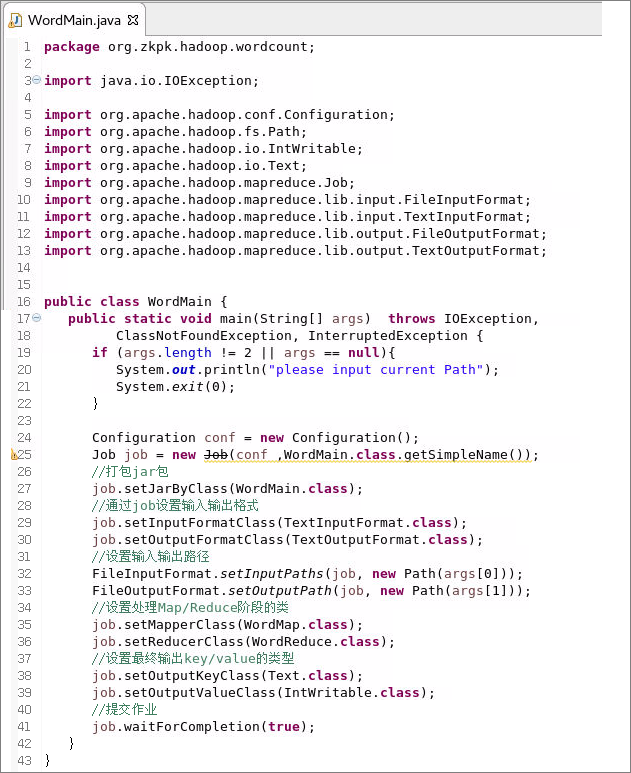 WordMain.java
1 package org.zkpk.hadoop.wordcount;
2
3 import java.io.IOException;
4
5 import org.apache.hadoop.conf.Configuration;
6 import org.apache.hadoop.fs.Path;
7 import org.apache.hadoop.io.IntWritable;
8 import org.apache.hadoop.io.Text;
9 import org.apache.hadoop.mapreduce.Job;
10 import org.apache.hadoop.mapreduce.lib.input.FileInputFormat;
11 import org.apache.hadoop.mapreduce.lib.input.TextInputFormat;
12 import org.apache.hadoop.mapreduce.lib.output.FileOutputFormat;
13 import org.apache.hadoop.mapreduce.lib.output.TextOutputFormat;
14
15
16 public class WordMain {
17    public static void main(String[] args)  throws IOException,
18          ClassNotFoundException, InterruptedException {
19       if (args.length != 2 || args == null){
20          System.out.println("please input current Path");
21          System.exit(0);
22       }
23
24       Configuration conf = new Configuration();
25       Job job = new Job(conf ,WordMain.class.getSimpleName());
26       //打包jar包
27       job.setJarByClass(WordMain.class);
28       //通过job设置输入输出格式
29       job.setInputFormatClass(TextInputFormat.class);
30       job.setOutputFormatClass(TextOutputFormat.class);
31       //设置输入输出路径
32       FileInputFormat.setInputPaths(job, new Path(args[0]));
33       FileOutputFormat.setOutputPath(job, new Path(args[1]));
34       //设置处理Map/Reduce阶段的类
35       job.setMapperClass(WordMap.class);
36       job.setReducerClass(WordReduce.class);
37       //设置最终输出key/value的类型
38       job.setOutputKeyClass(Text.class);
39       job.setOutputValueClass(IntWritable.class);
40       //提交作业
41       job.waitForCompletion(true);
42    }
43 }